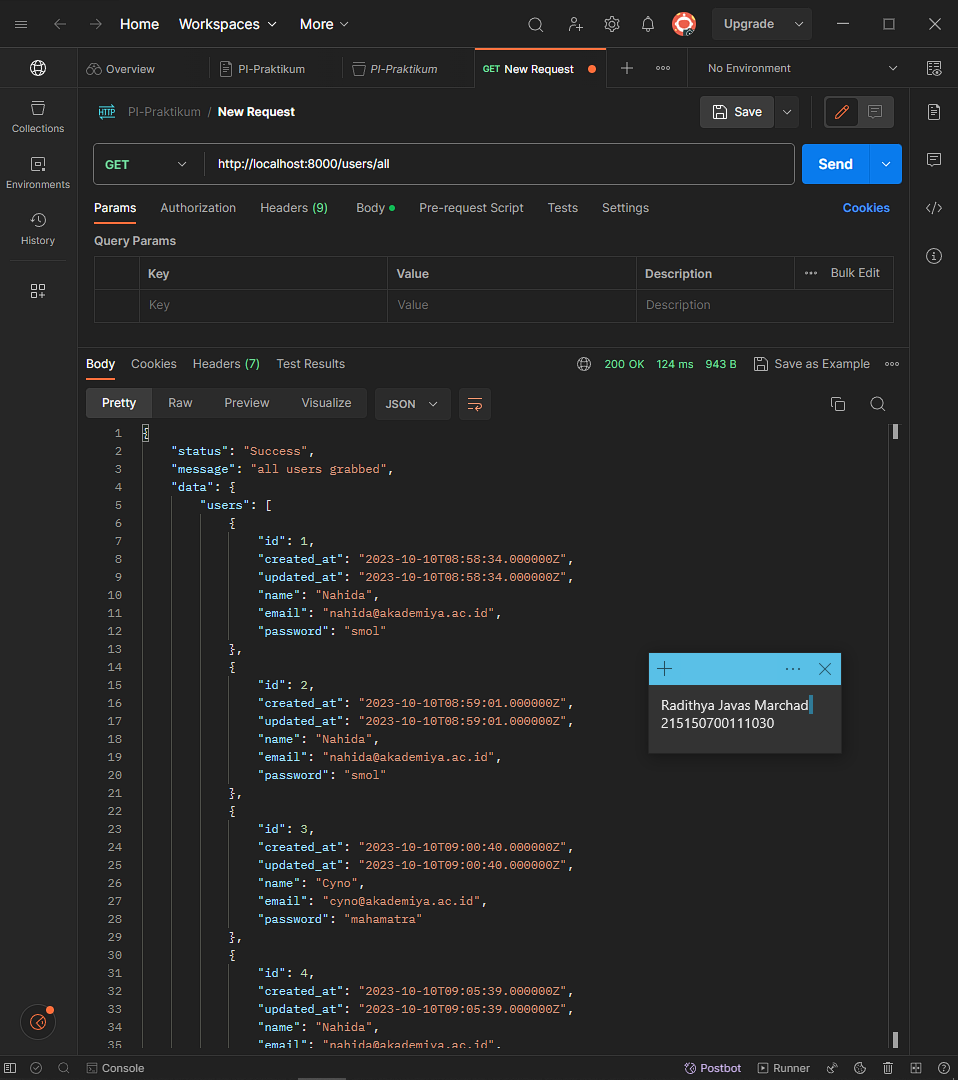 Home Workspaces More Upgrade
Overview PI-Praktikum PI-Praktikum GET New Request No Environment
PI-Praktikum / New Request Save
Collections
Environments
History
GET http://localhost:8000/users/all Send
Params Authorization Headers (9) Body Pre-request Script Tests Settings Cookies
Query Params
Key Value Description Bulk Edit
Key Value Description
Body Cookies Headers (7) Test Results 200 OK 124 ms 943 B Save as Example
Pretty Raw Preview Visualize JSON
1 {
2 "status": "Success",
3 "message": "all users grabbed",
4 "data": {
5 "users": [
6 {
7 "id": 1,
8 "created_at": "2023-10-10T08:58:34.000000Z",
9 "updated_at": "2023-10-10T08:58:34.000000Z",
10 "name": "Nahida",
11 "email": "nahida@akademiya.ac.id",
12 "password": "smol"
13 },
14 {
15 "id": 2,
16 "created_at": "2023-10-10T08:59:01.000000Z",
17 "updated_at": "2023-10-10T08:59:01.000000Z",
18 "name": "Nahida",
19 "email": "nahida@akademiya.ac.id",
20 "password": "smol"
21 },
22 {
23 "id": 3,
24 "created_at": "2023-10-10T09:00:40.000000Z",
25 "updated_at": "2023-10-10T09:00:40.000000Z",
26 "name": "Cyno",
27 "email": "cyno@akademiya.ac.id",
28 "password": "mahamatra"
29 },
30 {
31 "id": 4,
32 "created_at": "2023-10-10T09:05:39.000000Z",
33 "updated_at": "2023-10-10T09:05:39.000000Z",
34 "name": "Nahida",
35 "email": "nahida@akademiya.ac.id",
Radithya Javas Marchad
215150700111030
Console Postbot Runner